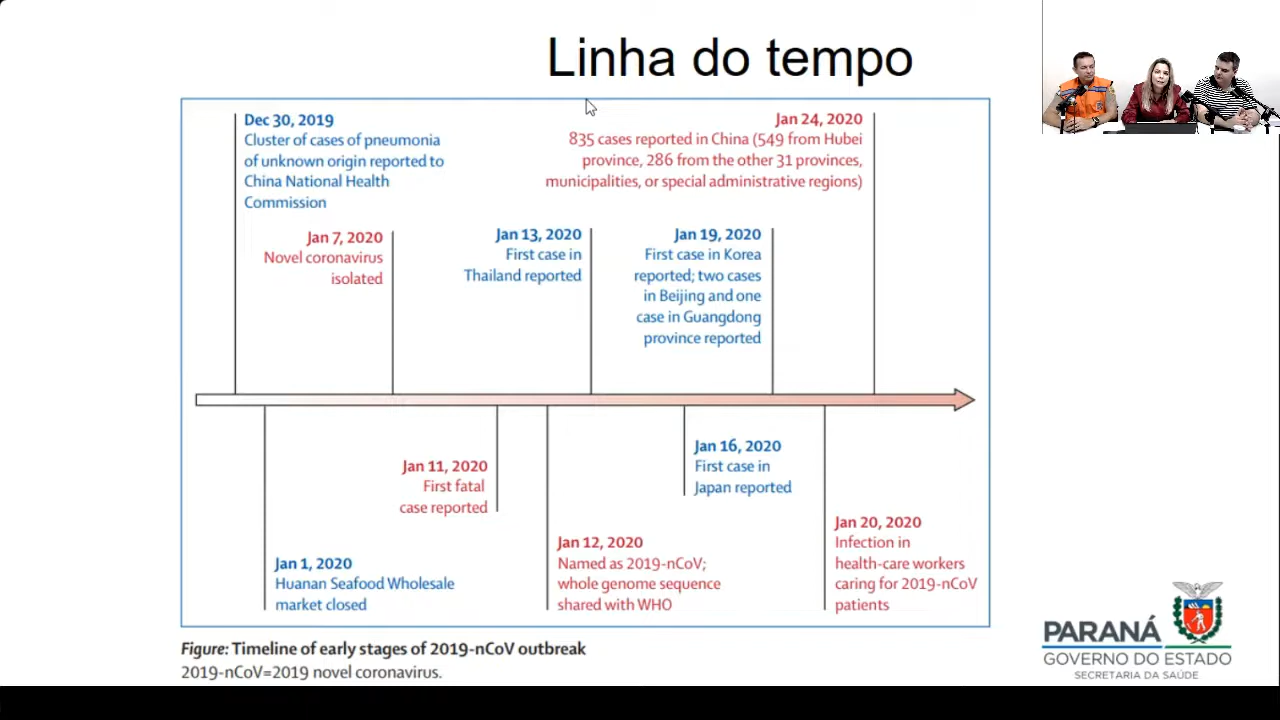 Linha do tempo
Dec 30, 2019
Cluster of cases of pneumonia
of unknown origin reported to
China National Health
Commission
Jan 24, 2020
835 cases reported in China (549 from Hubei
province, 286 from the other 31 provinces,
municipalities, or special administrative regions)
Jan 7, 2020
Novel coronavirus
isolated
Jan 13, 2020
First case in
Thailand reported
Jan 19, 2020
First case in Korea
reported; two cases
in Beijing and one
case in Guangdong
province reported
Jan 11, 2020
First fatal
case reported
Jan 16, 2020
First case in
Japan reported
Jan 1, 2020
Huanan Seafood Wholesale
market closed
Jan 12, 2020
Named as 2019-nCoV;
whole genome sequence
shared with WHO
Jan 20, 2020
Infection in
health-care workers
caring for 2019-nCoV
patients
Figure: Timeline of early stages of 2019-nCoV outbreak
2019-nCoV=2019 novel coronavirus.
PARANÁ
GOVERNO DO ESTADO
SECRETARIA DA SAÚDE